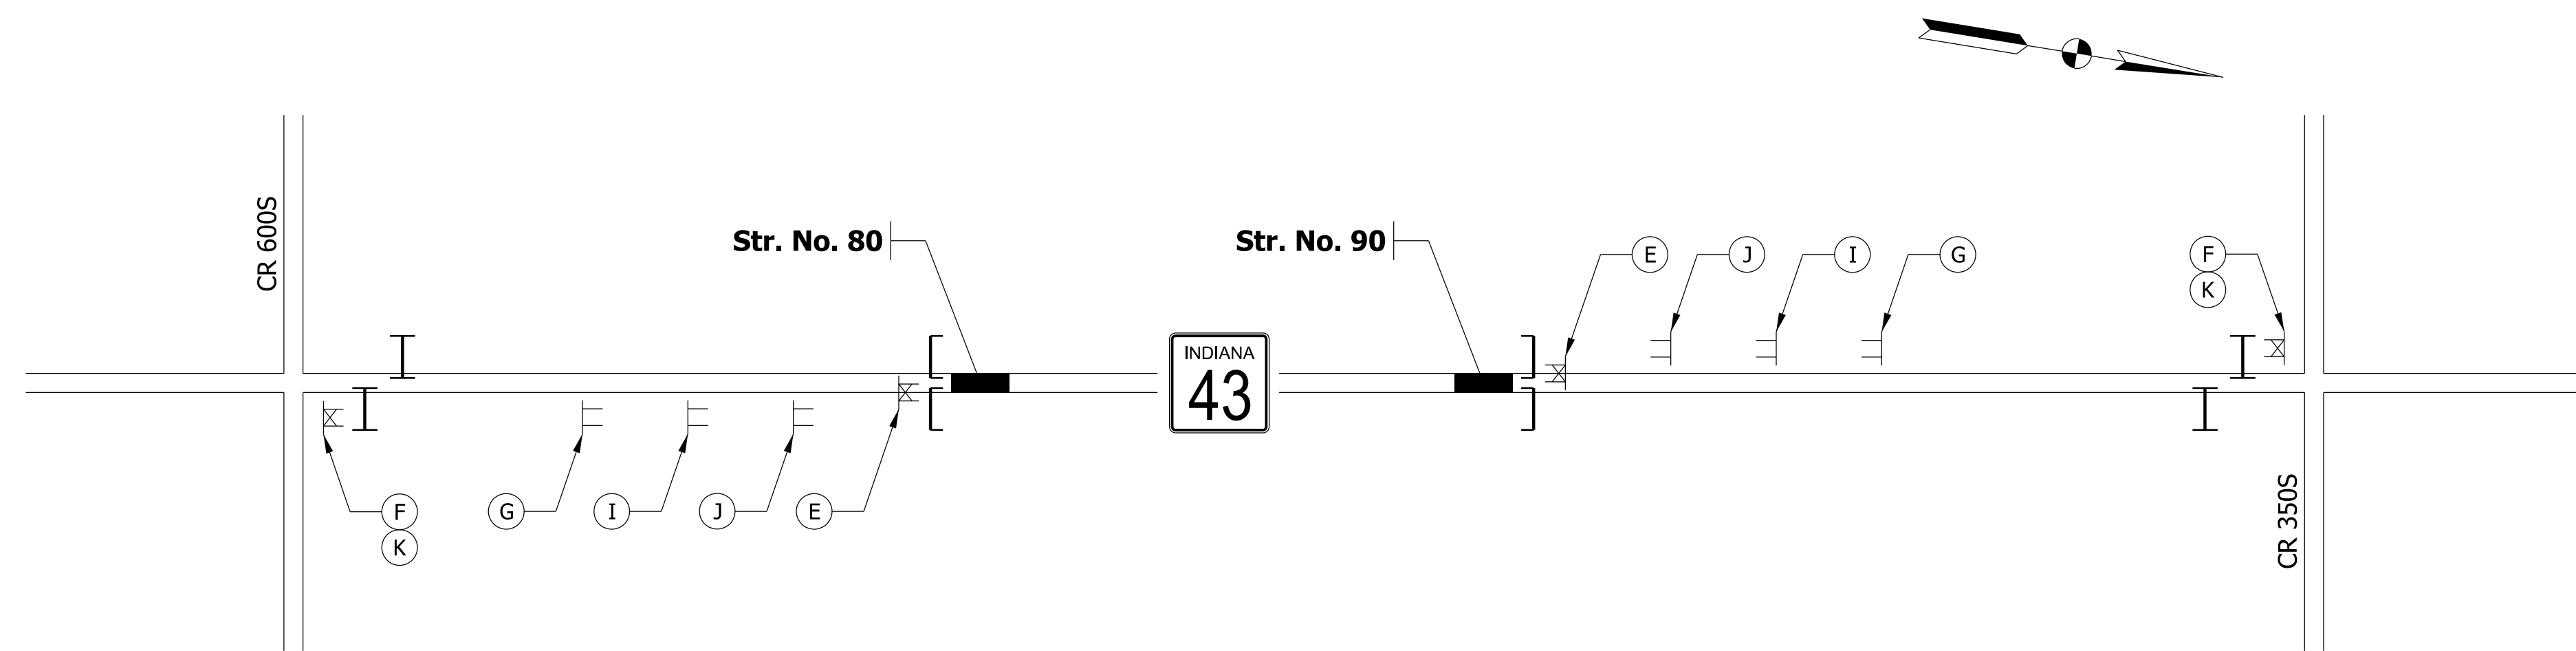 CR 600S
Str. No. 80
Str. No. 90
INDIANA
43
E
J
I
G
F
K
F
K
G
I
J
E
CR 350S